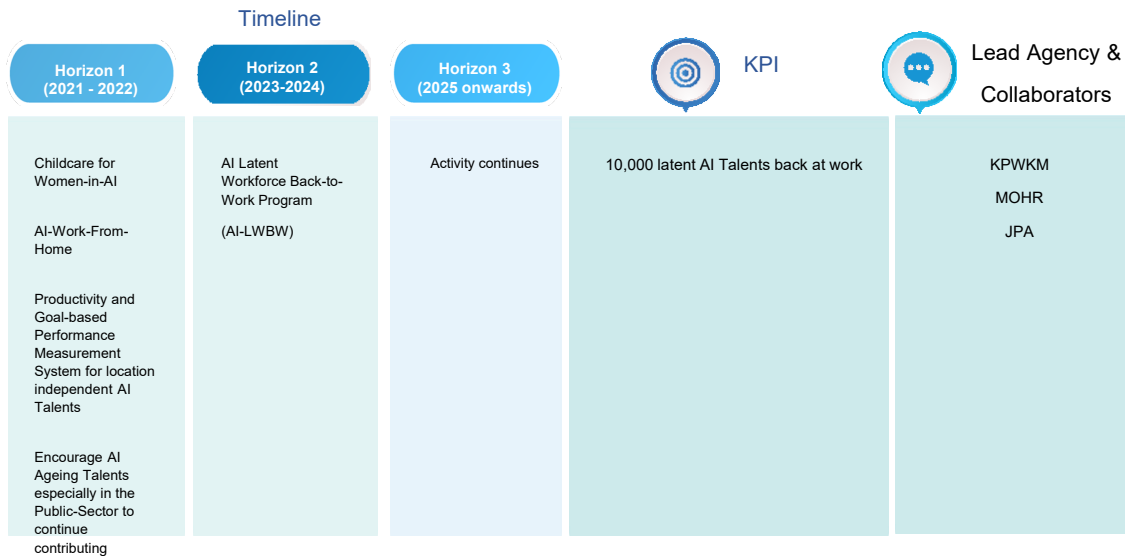 Timeline
Horizon 1
(2021 - 2022)
Horizon 2
(2023-2024)
Horizon 3
(2025 onwards)
KPI
Lead Agency &
Collaborators
Childcare for
Women-in-AI
AI-Work-From-
Home
Productivity and
Goal-based
Performance
Measurement
System for location
independent AI
Talents
Encourage AI
Ageing Talents
especially in the
Public-Sector to
continue
contributing
AI Latent
Workforce Back-to-
Work Program
(AI-LWBW)
Activity continues
10,000 latent AI Talents back at work
KPWKM
MOHR
JPA